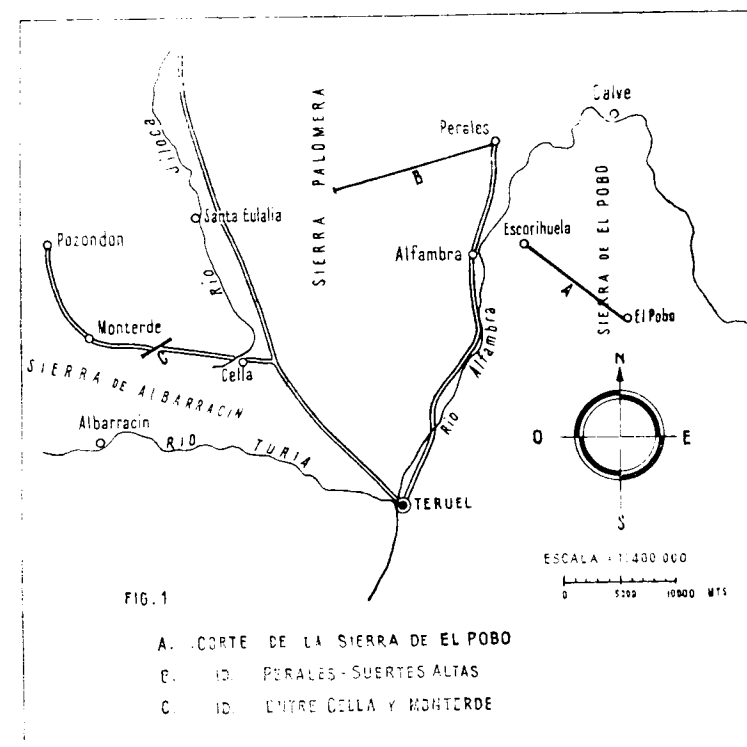 Calve
Perales
RIO JILOCA
SIERRA PALOMERA
B
SIERRA DE EL POBO
Santa Eulalia
Pozondon
Escorihuela
Alfambra
A
El Pobo
Monterde
C
Cella
RIO Alfambra
SIERRA DE ALBARRACIN
Albarracin
RIO TURIA
N
O
E
S
TERUEL
ESCALA 1:400.000
0 5000 10000 MTS
FIG. 1
A. CORTE DE LA SIERRA DE EL POBO
B. ID. PERALES-SUERTES ALTAS
C. ID. ENTRE CELLA Y MONTERDE